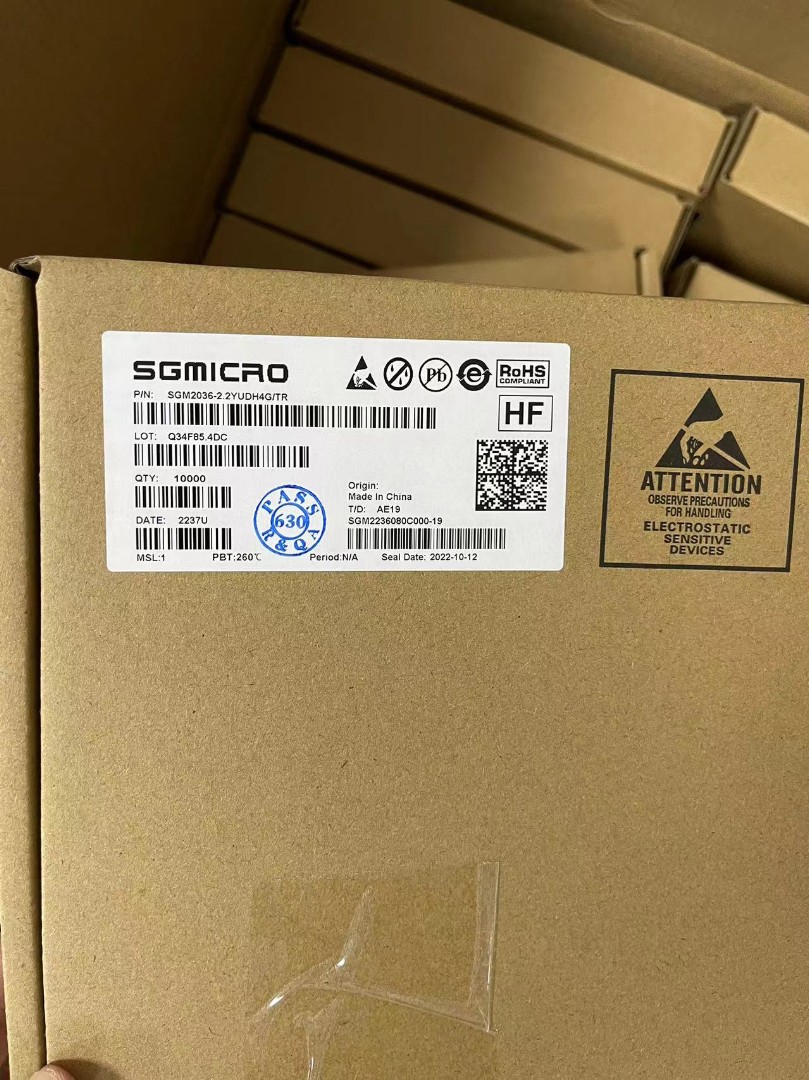 SGMICRO
Pb
e
RoHS
COMPLIANT
P/N: SGM2036-2.2YUDH4G/TR
HF
LOT: Q34F85.4DC
QTY: 10000
Origin:
Made In China
T/D: AE19
DATE: 2237U
SGM2236080C000-19
PASS
630
R&QA
MSL:1 PBT:260℃ Period:N/A Seal Date: 2022-10-12
ATTENTION
OBSERVE PRECAUTIONS
FOR HANDLING
ELECTROSTATIC
SENSITIVE
DEVICES